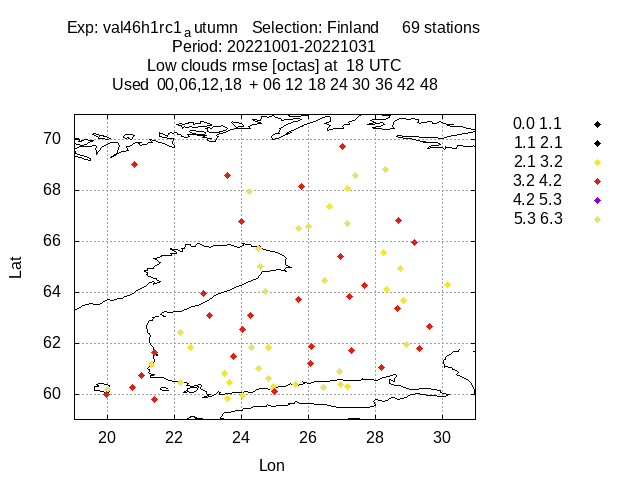 Exp: val46h1rc1autumn Selection: Finland 69 stations
Period: 20221001-20221031
Low clouds rmse [octas] at 18 UTC
Used 00,06,12,18 + 06 12 18 24 30 36 42 48
0.0 1.1
1.1 2.1
2.1 3.2
3.2 4.2
4.2 5.3
5.3 6.3
70
68
66
64
62
60
Lat
20 22 24 26 28 30
Lon